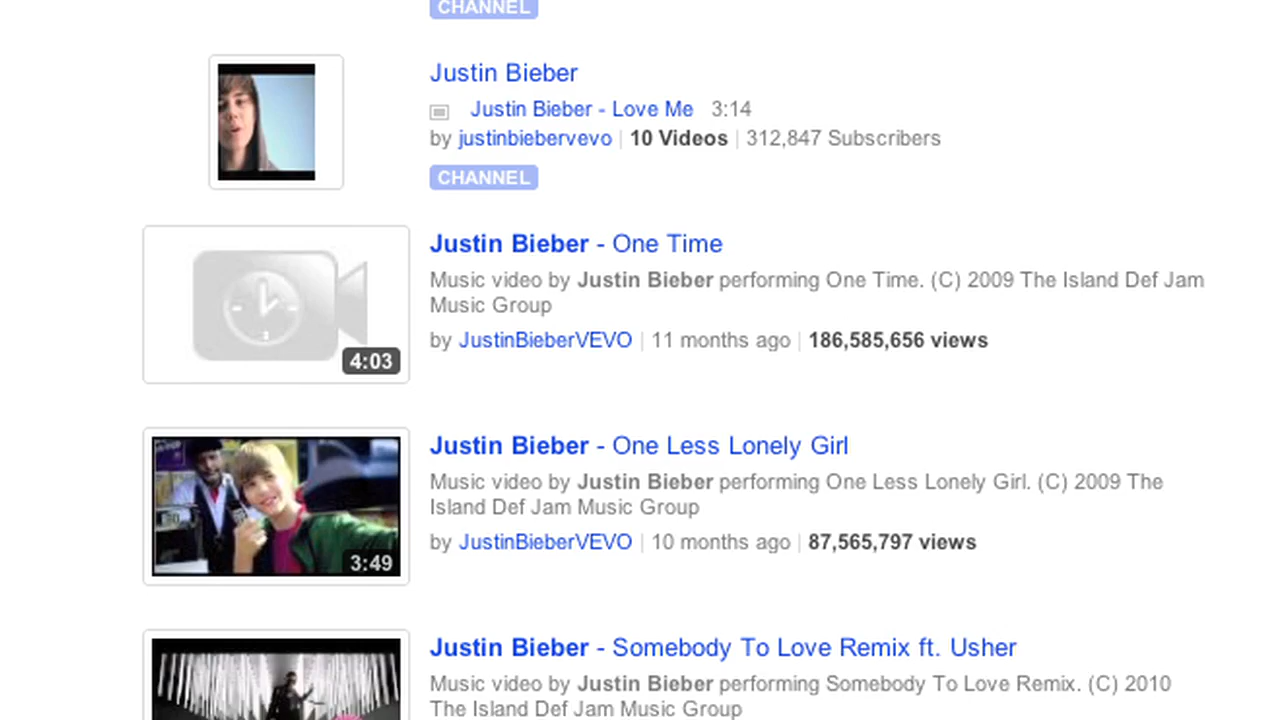 CHANNEL
Justin Bieber
Justin Bieber - Love Me 3:14
by justinbiebervevo | 10 Videos | 312,847 Subscribers
CHANNEL
Justin Bieber - One Time
Music video by Justin Bieber performing One Time. (C) 2009 The Island Def Jam
Music Group
by JustinBieberVEVO | 11 months ago | 186,585,656 views
4:03
Justin Bieber - One Less Lonely Girl
Music video by Justin Bieber performing One Less Lonely Girl. (C) 2009 The
Island Def Jam Music Group
by JustinBieberVEVO | 10 months ago | 87,565,797 views
3:49
Justin Bieber - Somebody To Love Remix ft. Usher
Music video by Justin Bieber performing Somebody To Love Remix. (C) 2010
The Island Def Jam Music Group